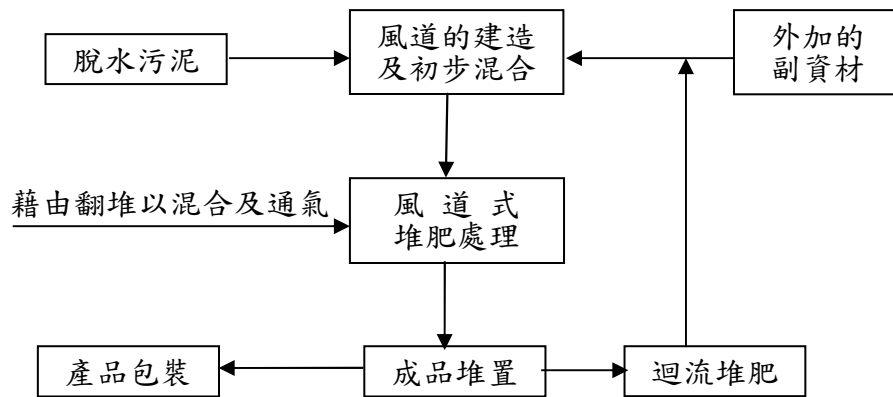 脫水污泥
風道的建造
及初步混合
外加的
副資材
藉由翻堆以混合及通氣
風道式
堆肥處理
產品包裝
成品堆置
迴流堆肥